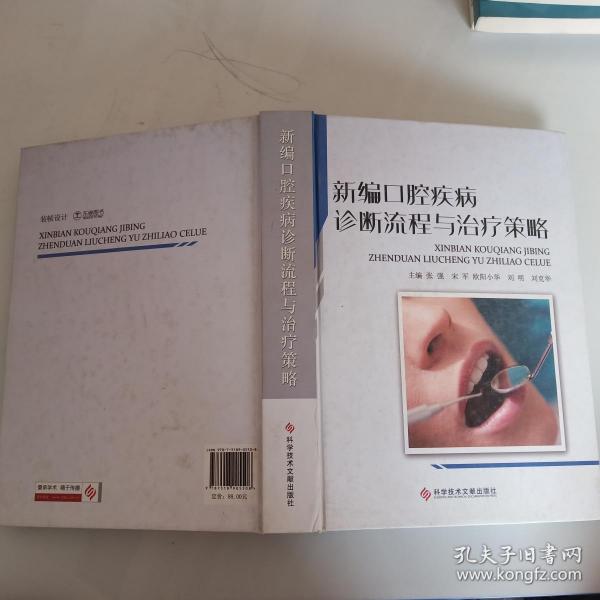 新编口腔疾病
诊断流程与治疗策略
XINBIAN KOUQIANG JIBING
ZHENDUAN LIUCHENG YU ZHILIAO CELUE
主编 张 强 宋 军 欧阳小华 刘 明 刘克华
科学技术文献出版社
新编口腔疾病诊断流程与治疗策略
科学技术文献出版社
装帧设计
XINBIAN KOUQIANG JIBING
ZHENDUAN LIUCHENG YU ZHILIAO CELUE
定价：88.00元
孔夫子旧书网
www.kongfz.com